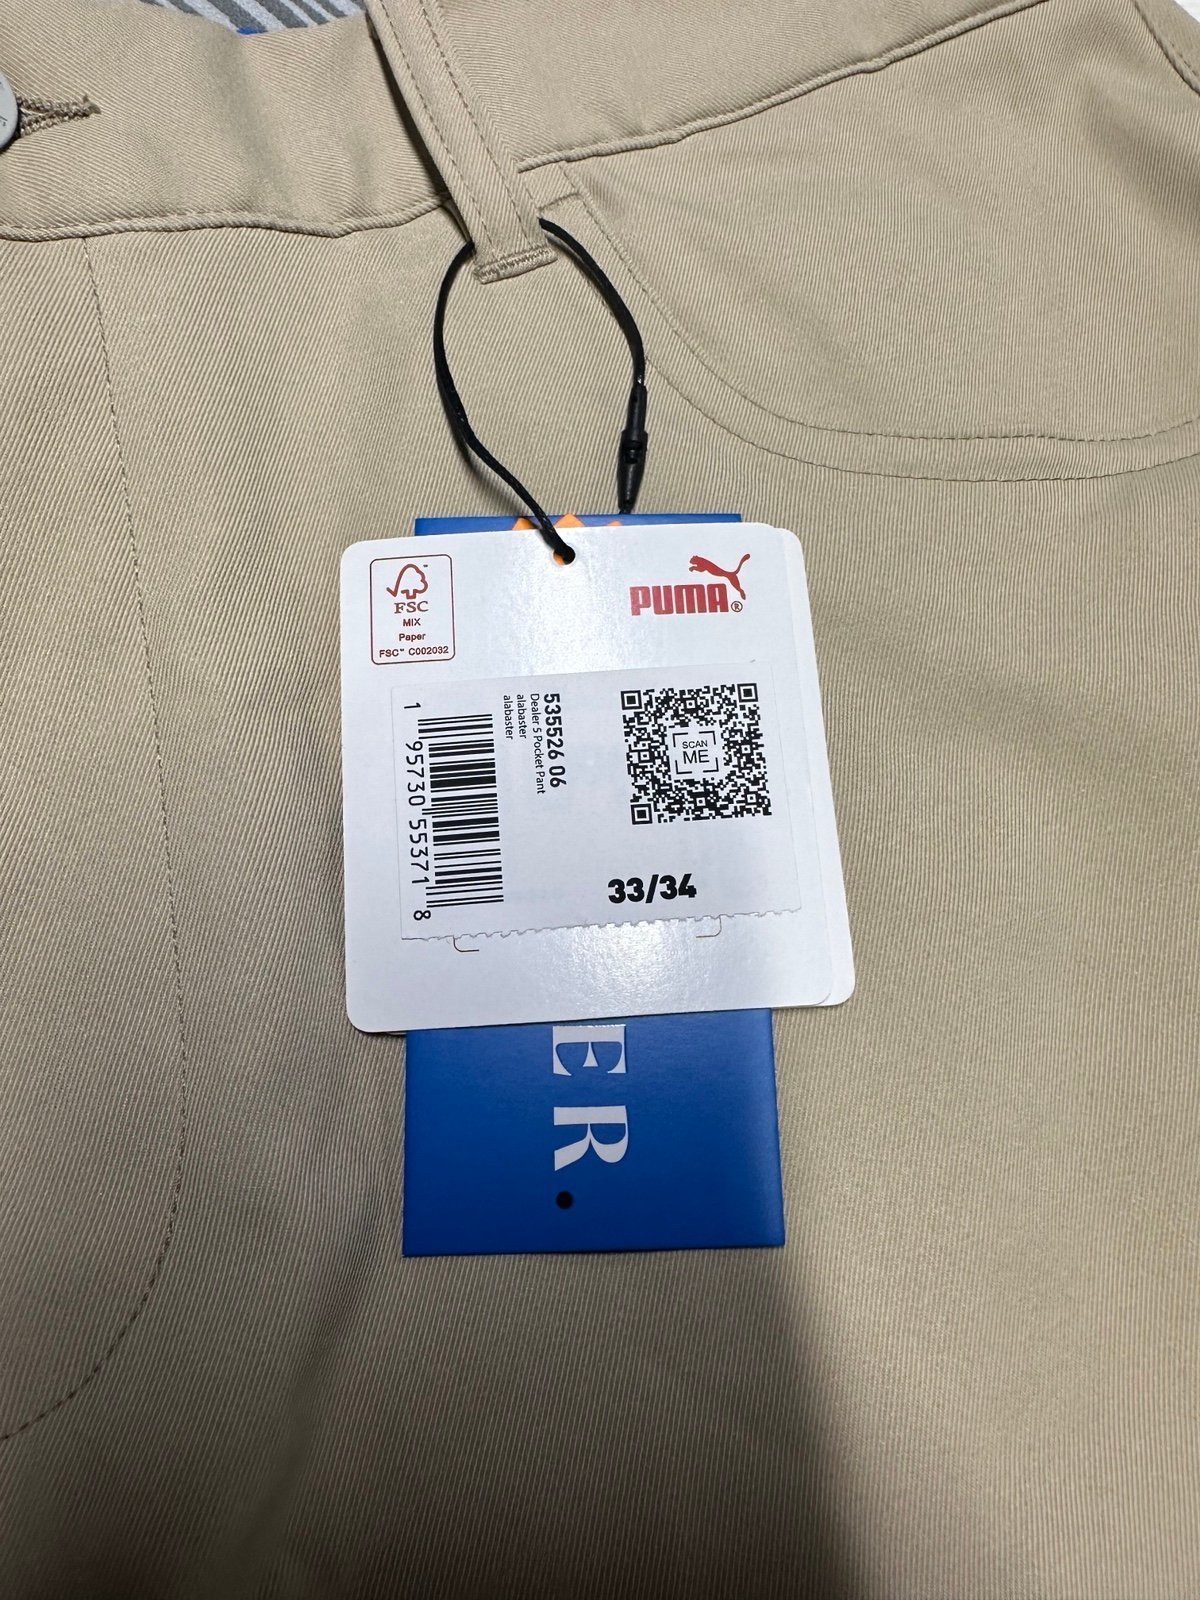 FSC
MIX
Paper
FSC™ C002032
PUMA®
535526 06
Dealer 5 Pocket Pant
alabaster
alabaster
1 95730 55371 8
SCAN
ME
33/34
ER.